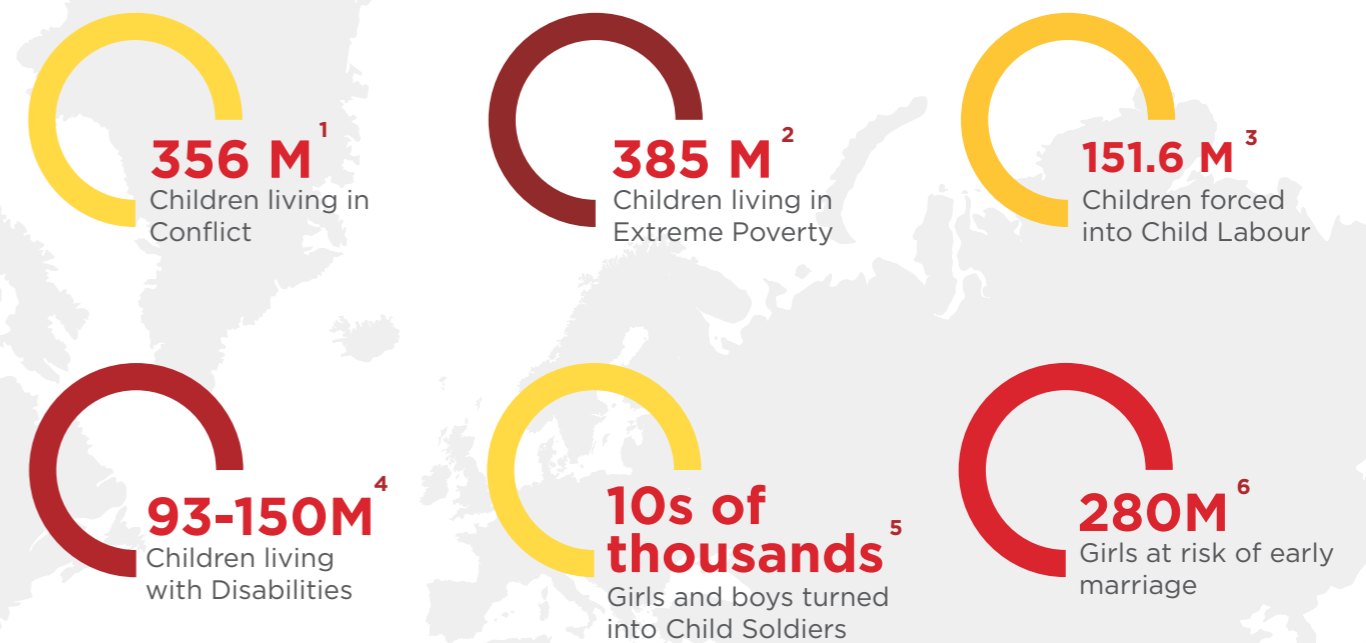 356 M 1
Children living in
Conflict
385 M 2
Children living in
Extreme Poverty
151.6 M 3
Children forced
into Child Labour
93-150M 4
Children living
with Disabilities
10s of
thousands 5
Girls and boys turned
into Child Soldiers
280M 6
Girls at risk of early
marriage